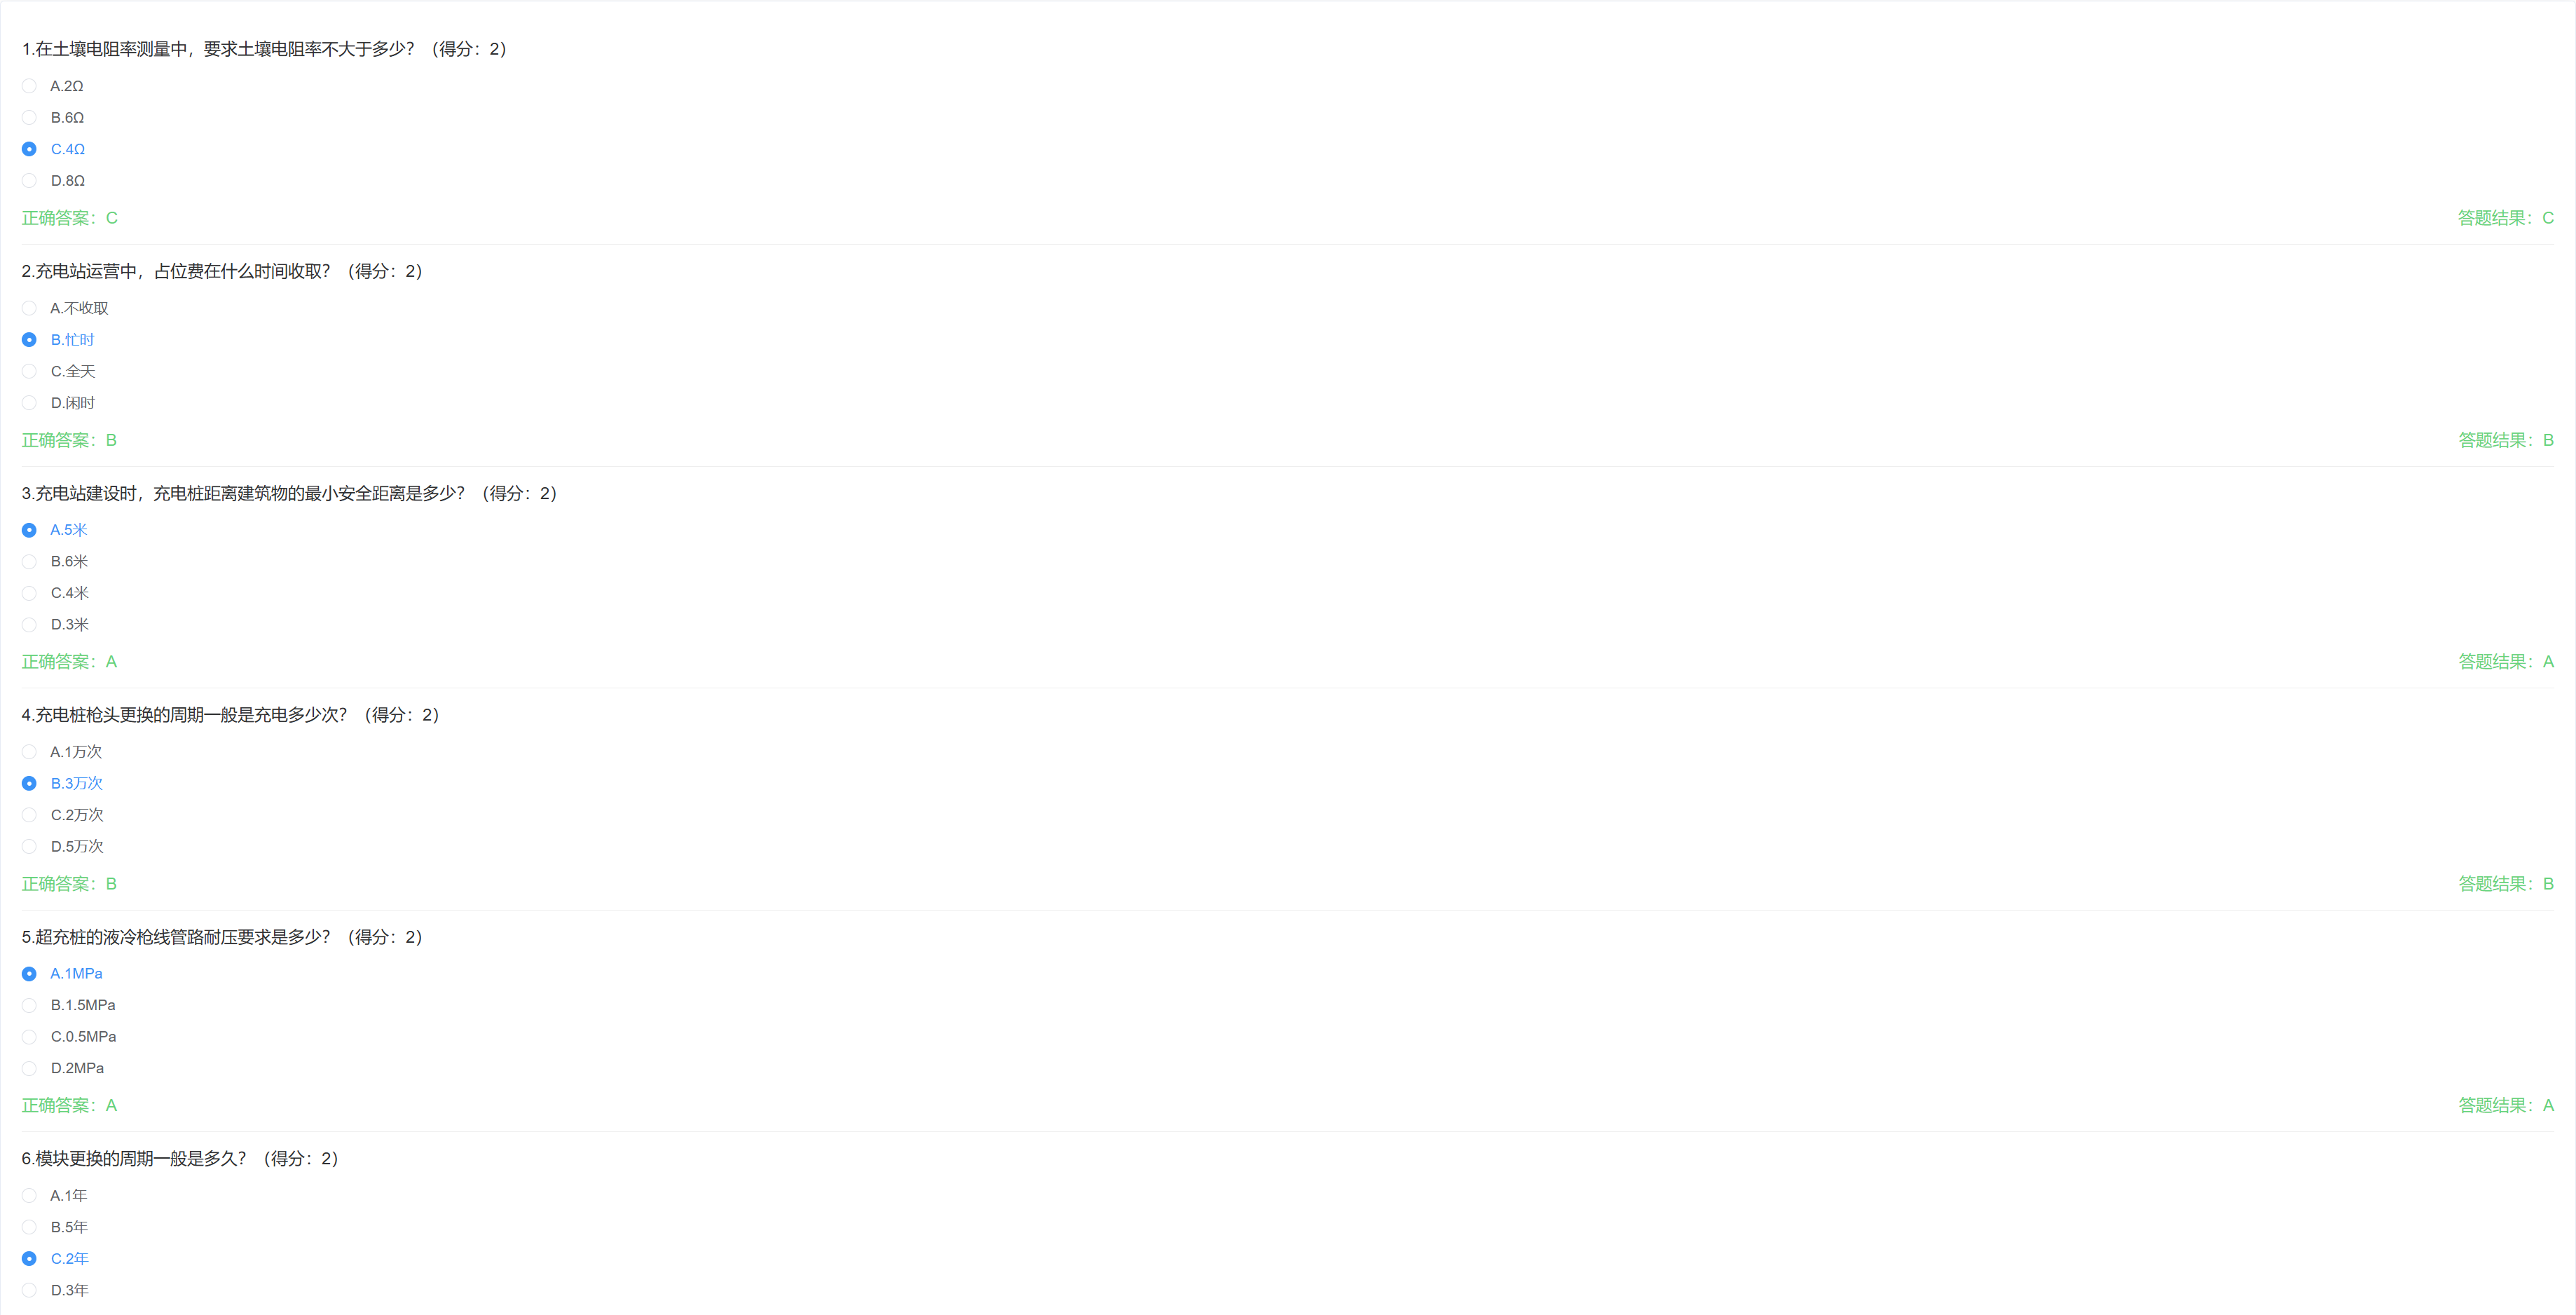 1.在土壤电阻率测量中，要求土壤电阻率不大于多少？（得分：2）
A.2Ω
B.6Ω
C.4Ω
D.8Ω
正确答案：C 答题结果：C
2.充电站运营中，占位费在什么时间收取？（得分：2）
A.不收取
B.忙时
C.全天
D.闲时
正确答案：B 答题结果：B
3.充电站建设时，充电桩距离建筑物的最小安全距离是多少？（得分：2）
A.5米
B.6米
C.4米
D.3米
正确答案：A 答题结果：A
4.充电桩枪头更换的周期一般是充电多少次？（得分：2）
A.1万次
B.3万次
C.2万次
D.5万次
正确答案：B 答题结果：B
5.超充桩的液冷枪线管路耐压要求是多少？（得分：2）
A.1MPa
B.1.5MPa
C.0.5MPa
D.2MPa
正确答案：A 答题结果：A
6.模块更换的周期一般是多久？（得分：2）
A.1年
B.5年
C.2年
D.3年